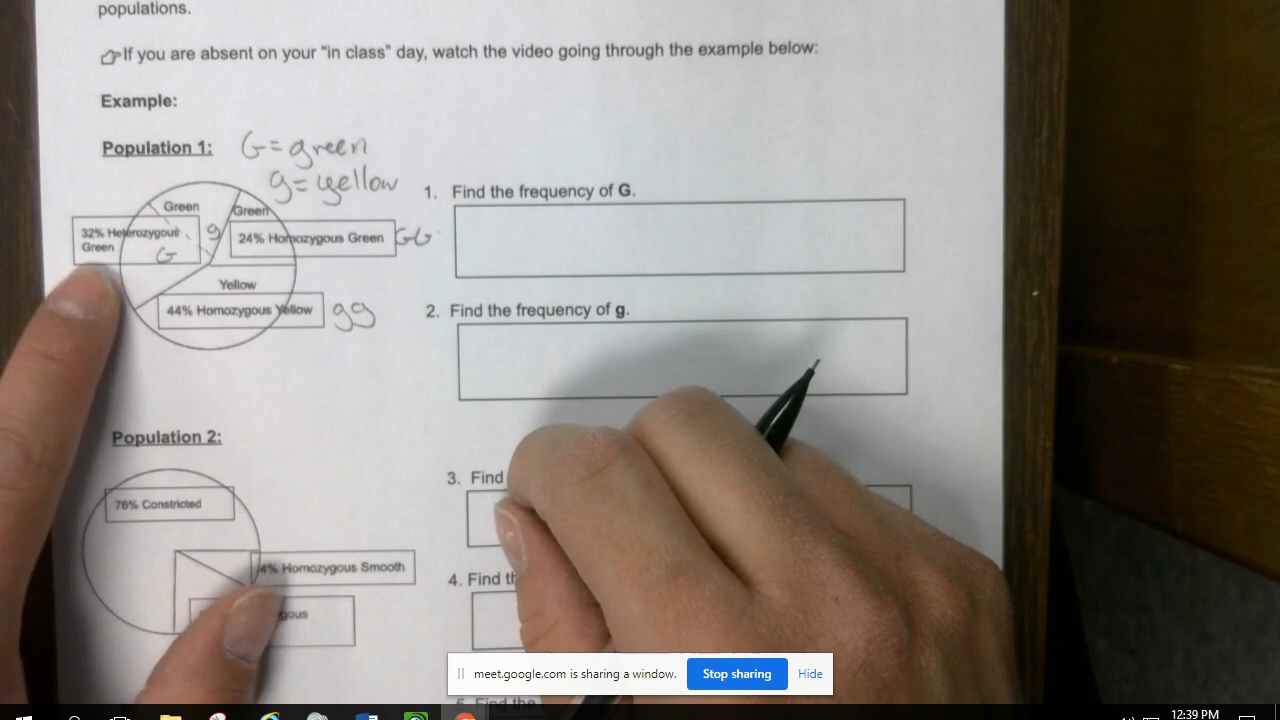 populations.
If you are absent on your “in class” day, watch the video going through the example below:
Example:
Population 1:
G = green
g = yellow
Green
Green
32% Heterozygous
Green
G
g
24% Homozygous Green
GG
Yellow
44% Homozygous Yellow
gg
1. Find the frequency of G.
2. Find the frequency of g.
Population 2:
76% Constricted
4% Homozygous Smooth
3. Find
4. Find th
5. Find the
meet.google.com is sharing a window.
Stop sharing
Hide
12:39 PM